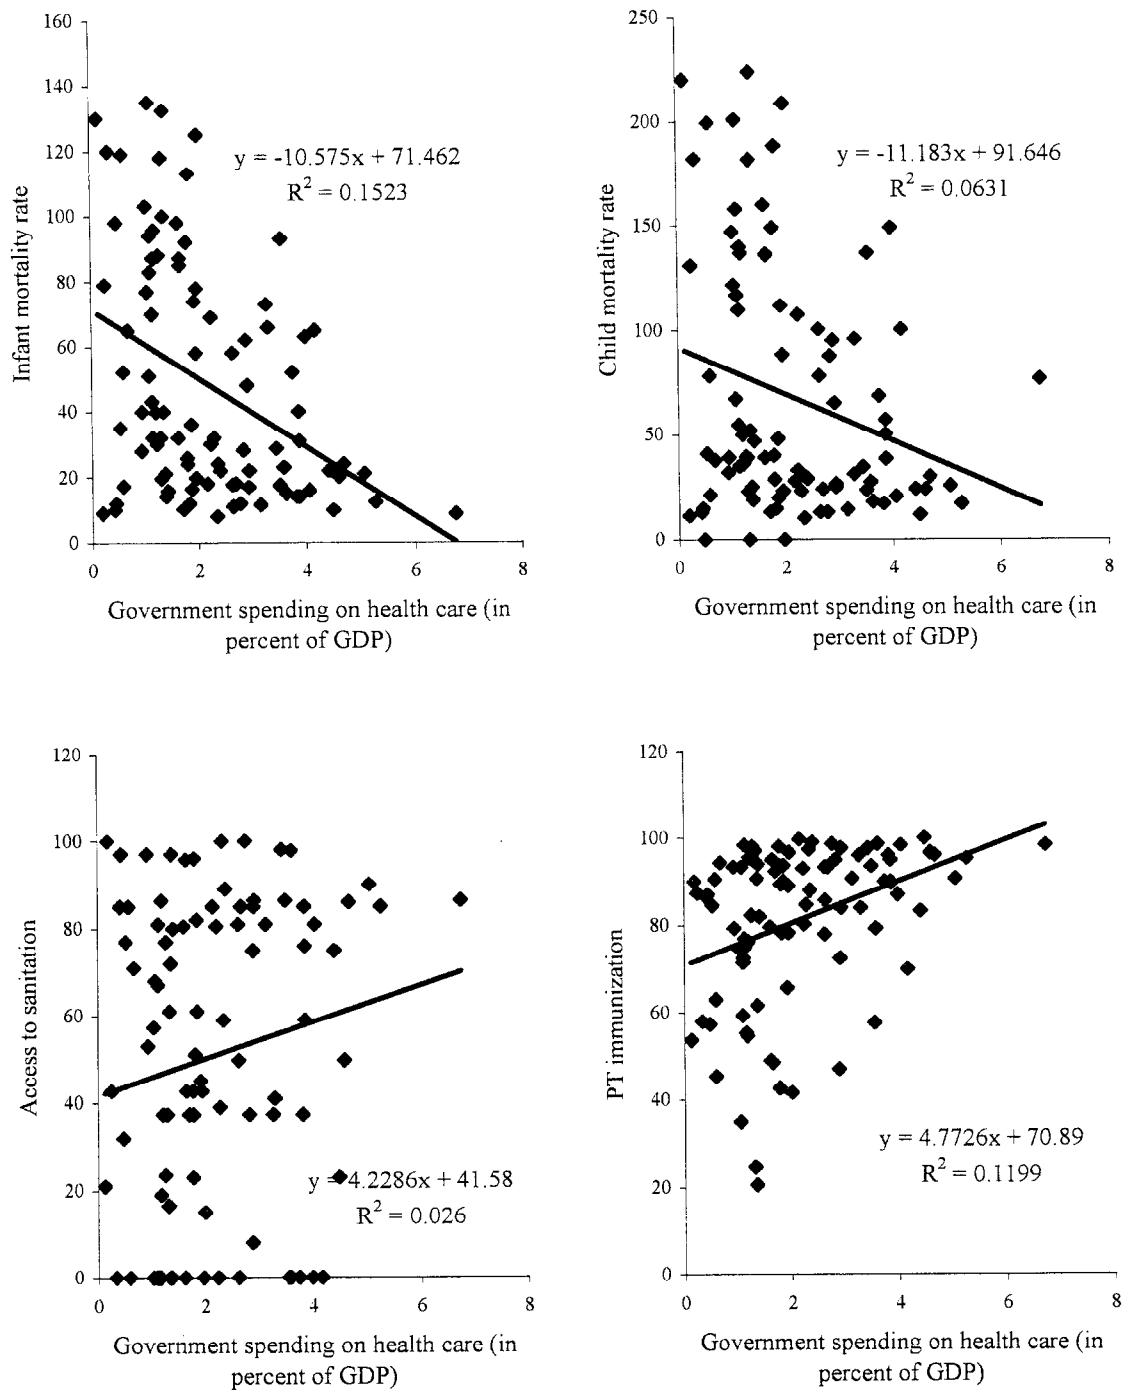 160
140
120
100
80
60
40
20
0
Infant mortality rate
y = -10.575x + 71.462
R² = 0.1523
0 2 4 6 8
Government spending on health care (in
percent of GDP)
250
200
150
100
50
0
Child mortality rate
y = -11.183x + 91.646
R² = 0.0631
0 2 4 6 8
Government spending on health care (in
percent of GDP)
120
100
80
60
40
20
0
Access to sanitation
y = 4.2286x + 41.58
R² = 0.026
0 2 4 6 8
Government spending on health care (in
percent of GDP)
120
100
80
60
40
20
0
PT immunization
y = 4.7726x + 70.89
R² = 0.1199
0 2 4 6 8
Government spending on health care (in
percent of GDP)